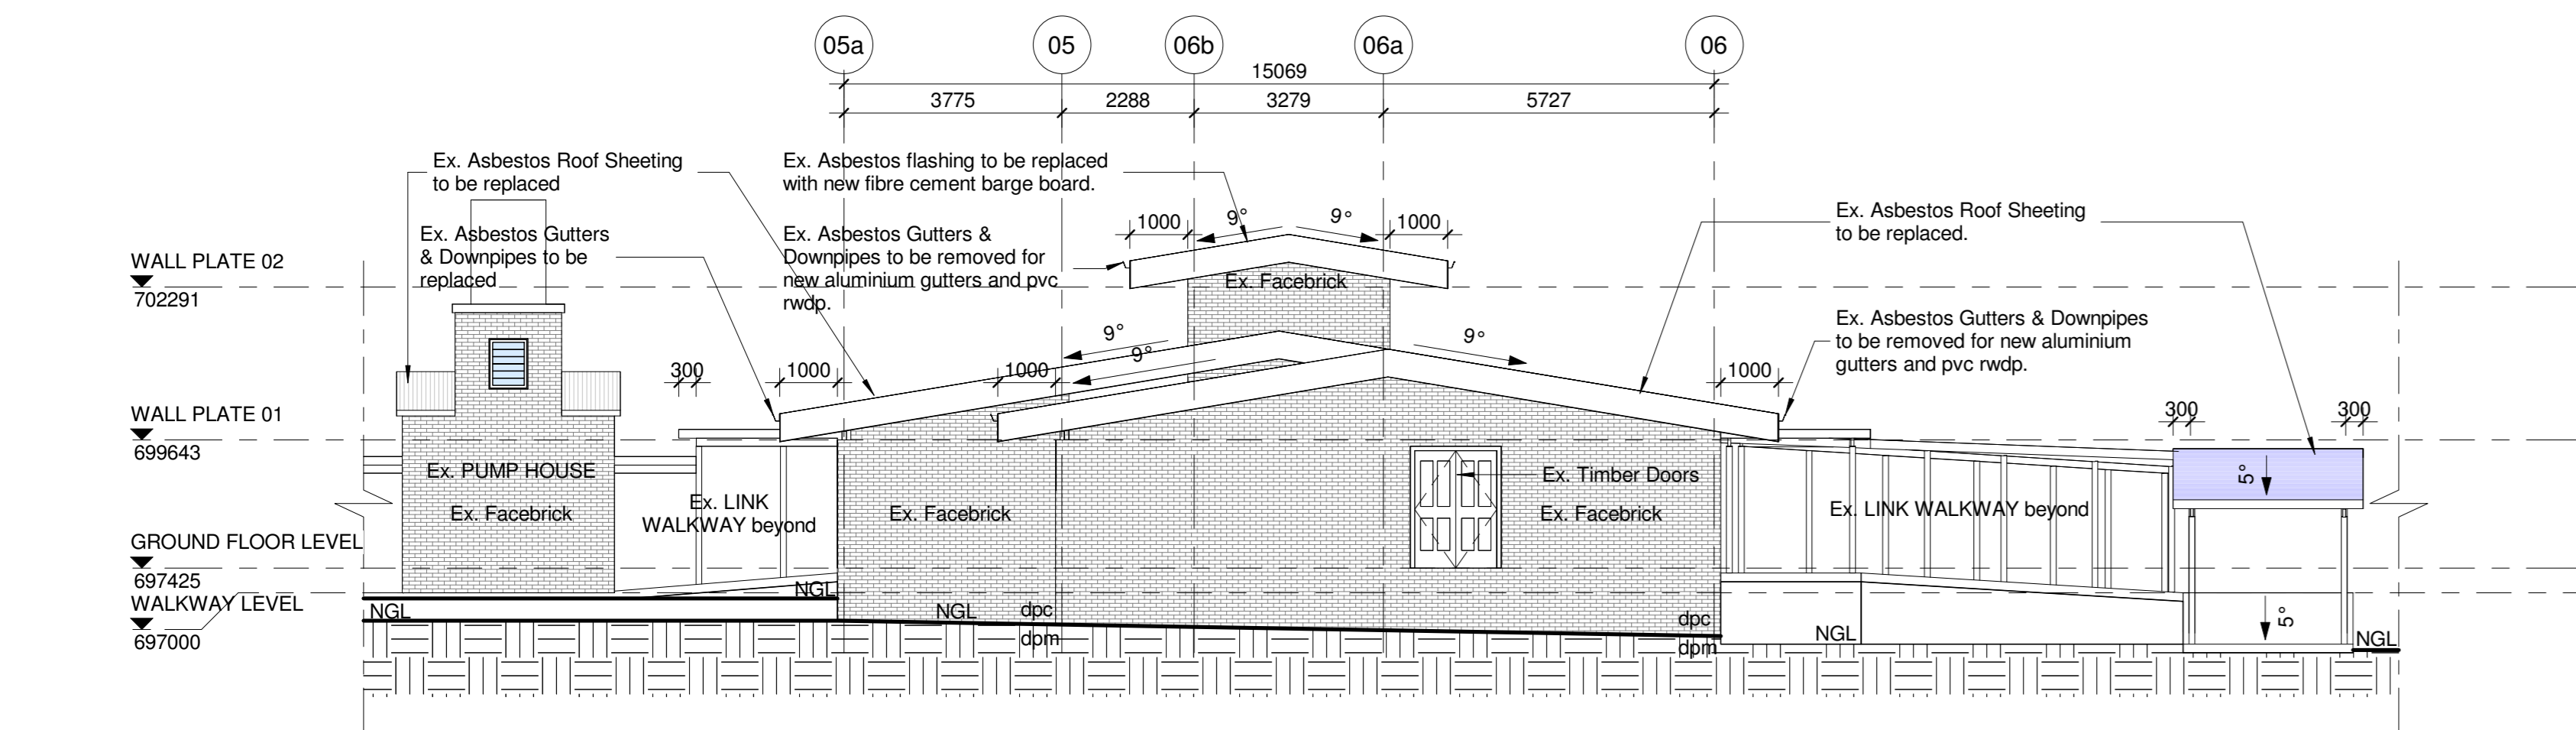 05a
05
06b
06a
06
15069
3775
2288
3279
5727
Ex. Asbestos Roof Sheeting
to be replaced
Ex. Asbestos flashing to be replaced
with new fibre cement barge board.
Ex. Asbestos Gutters
& Downpipes to be
replaced
Ex. Asbestos Gutters &
Downpipes to be removed for
new aluminium gutters and pvc
rwdp.
1000
9°
9°
1000
Ex. Asbestos Roof Sheeting
to be replaced.
WALL PLATE 02
702291
Ex. Facebrick
Ex. Asbestos Gutters & Downpipes
to be removed for new aluminium
gutters and pvc rwdp.
9°
9°
9°
300
1000
1000
1000
300
300
WALL PLATE 01
699643
Ex. PUMP HOUSE
Ex. Facebrick
Ex. LINK
WALKWAY beyond
Ex. Facebrick
Ex. Timber Doors
Ex. Facebrick
Ex. LINK WALKWAY beyond
5°
GROUND FLOOR LEVEL
697425
WALKWAY LEVEL
697000
NGL
NGL
NGL
dpc
dpm
dpc
dpm
NGL
5°
NGL